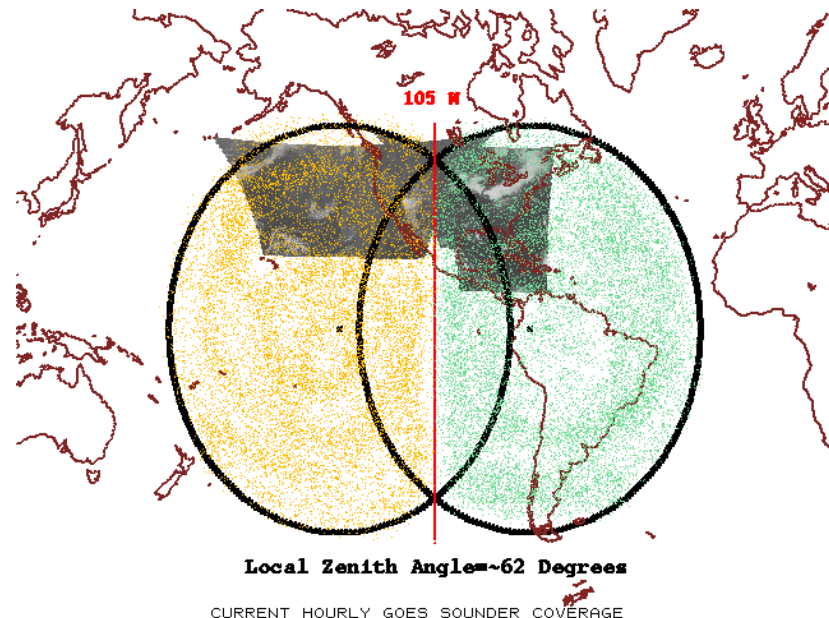 105 W
Local Zenith Angle=~62 Degrees
CURRENT HOURLY GOES SOUNDER COVERAGE